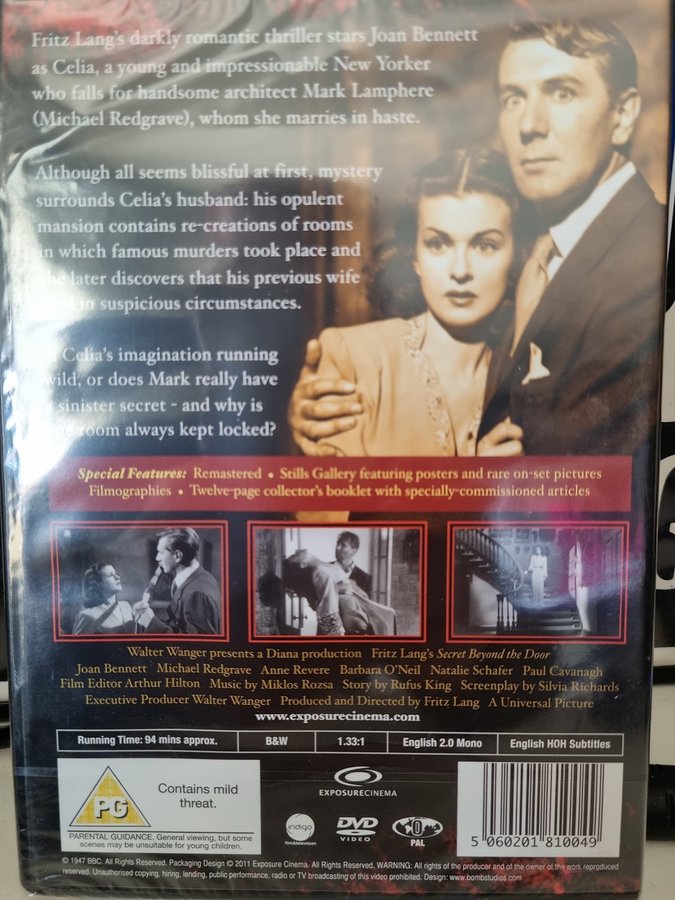 Fritz Lang's darkly romantic thriller stars Joan Bennett
as Celia, a young and impressionable New Yorker
who falls for handsome architect Mark Lamphere
(Michael Redgrave), whom she marries in haste.
Although all seems blissful at first, mystery
surrounds Celia's husband: his opulent
mansion contains re-creations of rooms
in which famous murders took place and
later discovers that his previous wife
in suspicious circumstances.
Celia's imagination running
wild, or does Mark really have
a sinister secret - and why is
room always kept locked?
Special Features: Remastered • Stills Gallery featuring posters and rare on-set pictures
Filmographies • Twelve-page collector's booklet with specially-commissioned articles
Walter Wanger presents a Diana production Fritz Lang's Secret Beyond the Door
Joan Bennett Michael Redgrave Anne Revere Barbara O'Neil Natalie Schafer Paul Cavanagh
Film Editor Arthur Hilton Music by Miklos Rozsa Story by Rufus King Screenplay by Silvia Richards
Executive Producer Walter Wanger Produced and Directed by Fritz Lang A Universal Picture
www.exposurecinema.com
Running Time: 94 mins approx. B&W 1.33:1 English 2.0 Mono English HOH Subtitles
PG
Contains mild
threat.
PARENTAL GUIDANCE. General viewing, but some
scenes may be unsuitable for young children.
EXPOSURECINEMA
indigo
film&television
DVD
VIDEO
0
PAL
5 060201 810049
© 1947 BBC. All Rights Reserved. Packaging Design © 2011 Exposure Cinema. All Rights Reserved. WARNING: All rights of the producer and of the owner of the work reproduced
reserved. Unauthorised copying, hiring, lending, public performance, radio or TV broadcasting of this video prohibited. Design: www.bombstudios.com